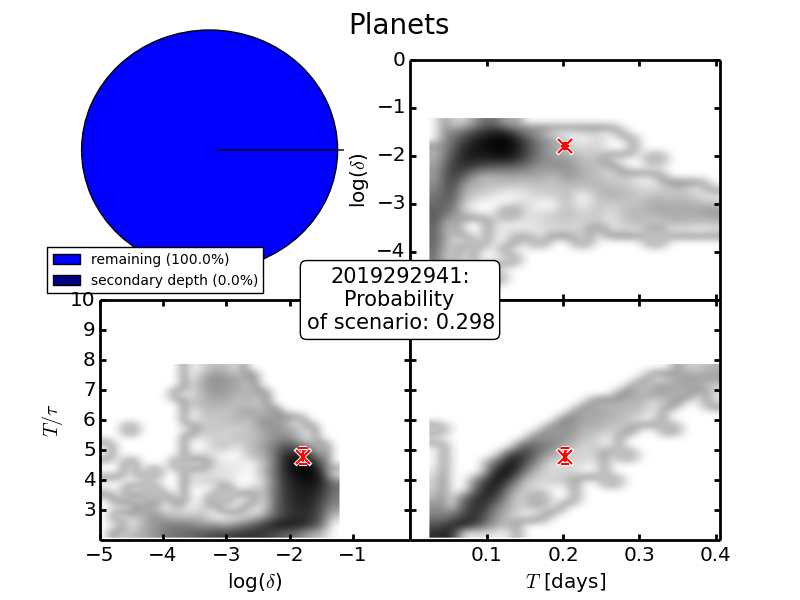 Planets
remaining (100.0%)
secondary depth (0.0%)
0
−1
−2
−3
−4
log(δ)
2019292941:
Probability
of scenario: 0.298
10
9
8
7
6
5
4
3
T/τ
−5 −4 −3 −2 −1
log(δ)
0.1 0.2 0.3 0.4
T [days]